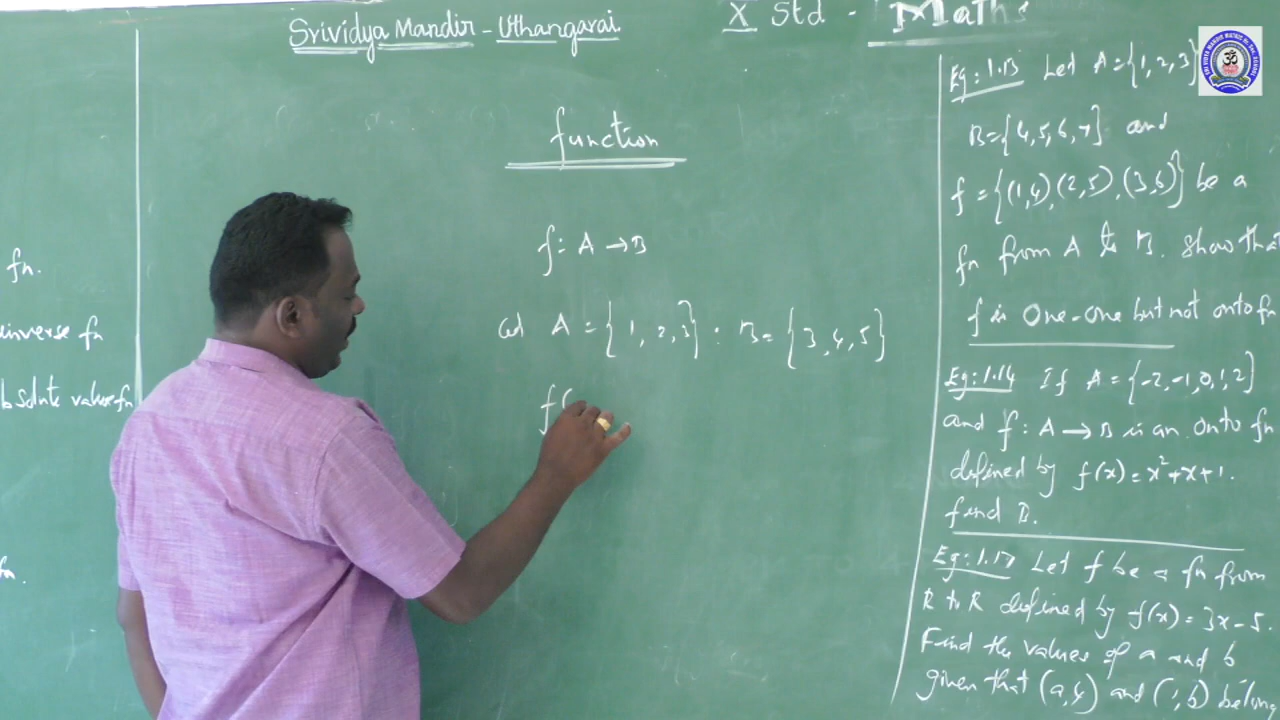 Srividya Mandir - Uthangarai
X Std - Maths
fn.
inverse fn
bsolute value fn
fn.
function
f : A → B
Let A = {1, 2, 3} : B = {3, 4, 5}
f(
Eg: 1.13 Let A = {1, 2, 3}
B = {4, 5, 6, 7} and
f = {(1,4), (2,5), (3,6)} be a
fn from A to B. Show that
f is One-One but not onto fn
Eg: 1.14 If A = {-2, -1, 0, 1, 2}
and f : A → B is an onto fn
defined by f(x) = x² + x + 1.
find B.
Eg: 1.17 Let f be a fn from
R to R defined by f(x) = 3x - 5.
Find the values of a and b
given that (a,4) and (1,b) belong